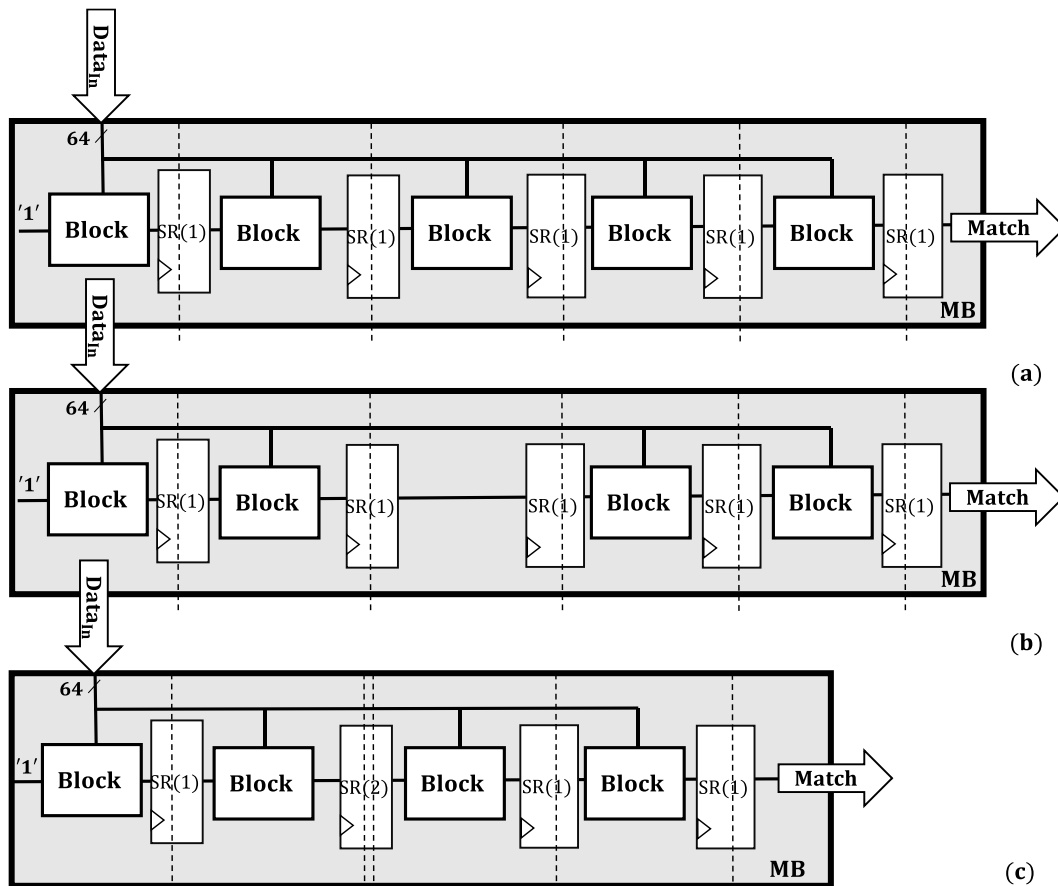 Data_In
64
'1'
Block SR(1) Block SR(1) Block SR(1) Block SR(1) Block SR(1) Match
MB
(a)
Data_In
64
'1'
Block SR(1) Block SR(1) SR(1) Block SR(1) Block SR(1) Match
MB
(b)
Data_In
64
'1'
Block SR(1) Block SR(2) Block SR(1) Block SR(1) Match
MB
(c)